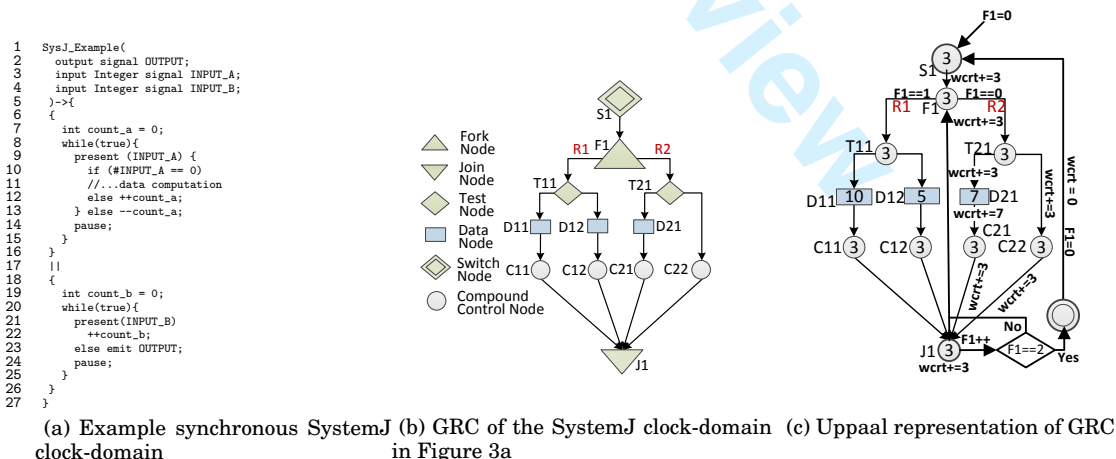 1 SysJ_Example(
2 output signal OUTPUT;
3 input Integer signal INPUT_A;
4 input Integer signal INPUT_B;
5 )->{
6 {
7 int count_a = 0;
8 while(true){
9 present (INPUT_A) {
10 if (#INPUT_A == 0)
11 //...data computation
12 else ++count_a;
13 } else --count_a;
14 pause;
15 }
16 }
17 ||
18 {
19 int count_b = 0;
20 while(true){
21 present(INPUT_B)
22 ++count_b;
23 else emit OUTPUT;
24 pause;
25 }
26 }
27 }
(a) Example synchronous SystemJ clock-domain
Fork Node
Join Node
Test Node
Data Node
Switch Node
Compound Control Node
S1
R1 F1 R2
T11 T21
D11 D12 D21
C11 C12 C21 C22
J1
(b) GRC of the SystemJ clock-domain in Figure 3a
view
F1=0
3
S1
wcrt+=3
F1==1 3 F1==0
R1 F1 R2
wcrt+=3
T11 3 T21 3
wcrt+=3
D11 10 D12 5 7 D21
wcrt+=7
wcrt+=3
C21
C11 3 C12 3 3 C22 3
wcrt+=3
wcrt+=3
wcrt = 0
F1=0
No
J1 3 F1++ F1==2
Yes
wcrt+=3
(c) Uppaal representation of GRC